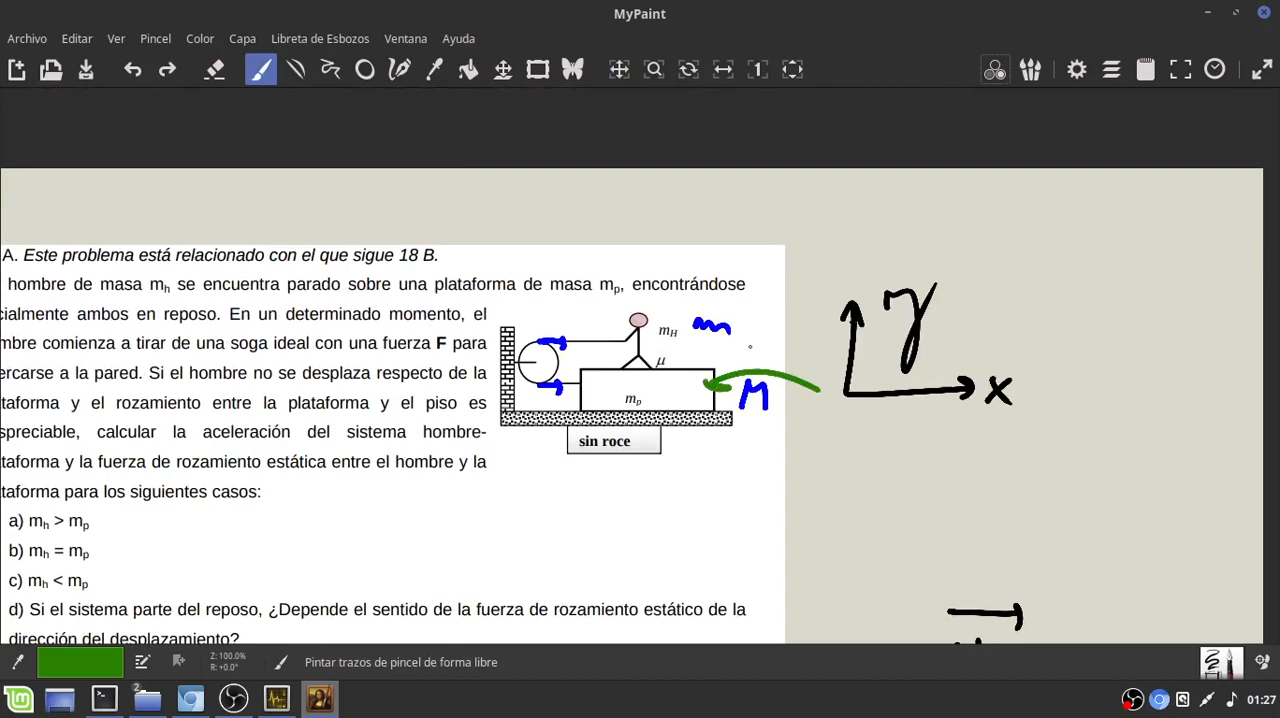 MyPaint
Archivo Editar Ver Pincel Color Capa Libreta de Esbozos Ventana Ayuda
A. Este problema está relacionado con el que sigue 18 B.
hombre de masa mh se encuentra parado sobre una plataforma de masa mp, encontrándose
cialmente ambos en reposo. En un determinado momento, el
mbre comienza a tirar de una soga ideal con una fuerza F para
ercarse a la pared. Si el hombre no se desplaza respecto de la
taforma y el rozamiento entre la plataforma y el piso es
spreciable, calcular la aceleración del sistema hombre-
taforma y la fuerza de rozamiento estática entre el hombre y la
taforma para los siguientes casos:
a) mh > mp
b) mh = mp
c) mh < mp
d) Si el sistema parte del reposo, ¿Depende el sentido de la fuerza de rozamiento estático de la
dirección del desplazamiento?
mH
m
μ
mp
M
sin roce
y
x
Z: 100.0%
R: +0.0°
Pintar trazos de pincel de forma libre
2
01:27